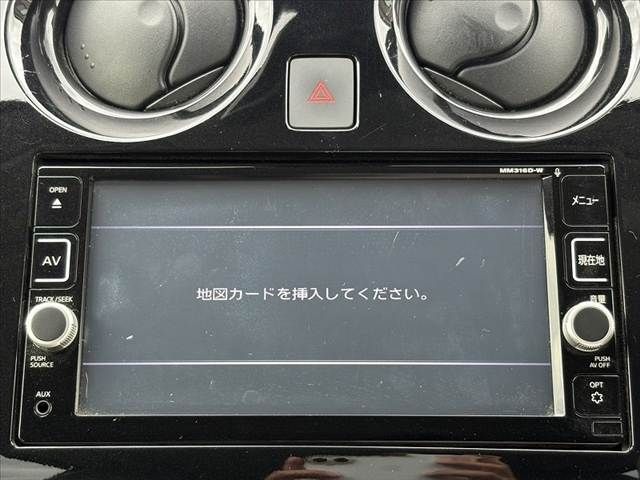 MM316D-W
OPEN
メニュー
AV
現在地
地図カードを挿入してください。
TRACK/SEEK
音量
PUSH
SOURCE
PUSH
AV OFF
AUX
OPT